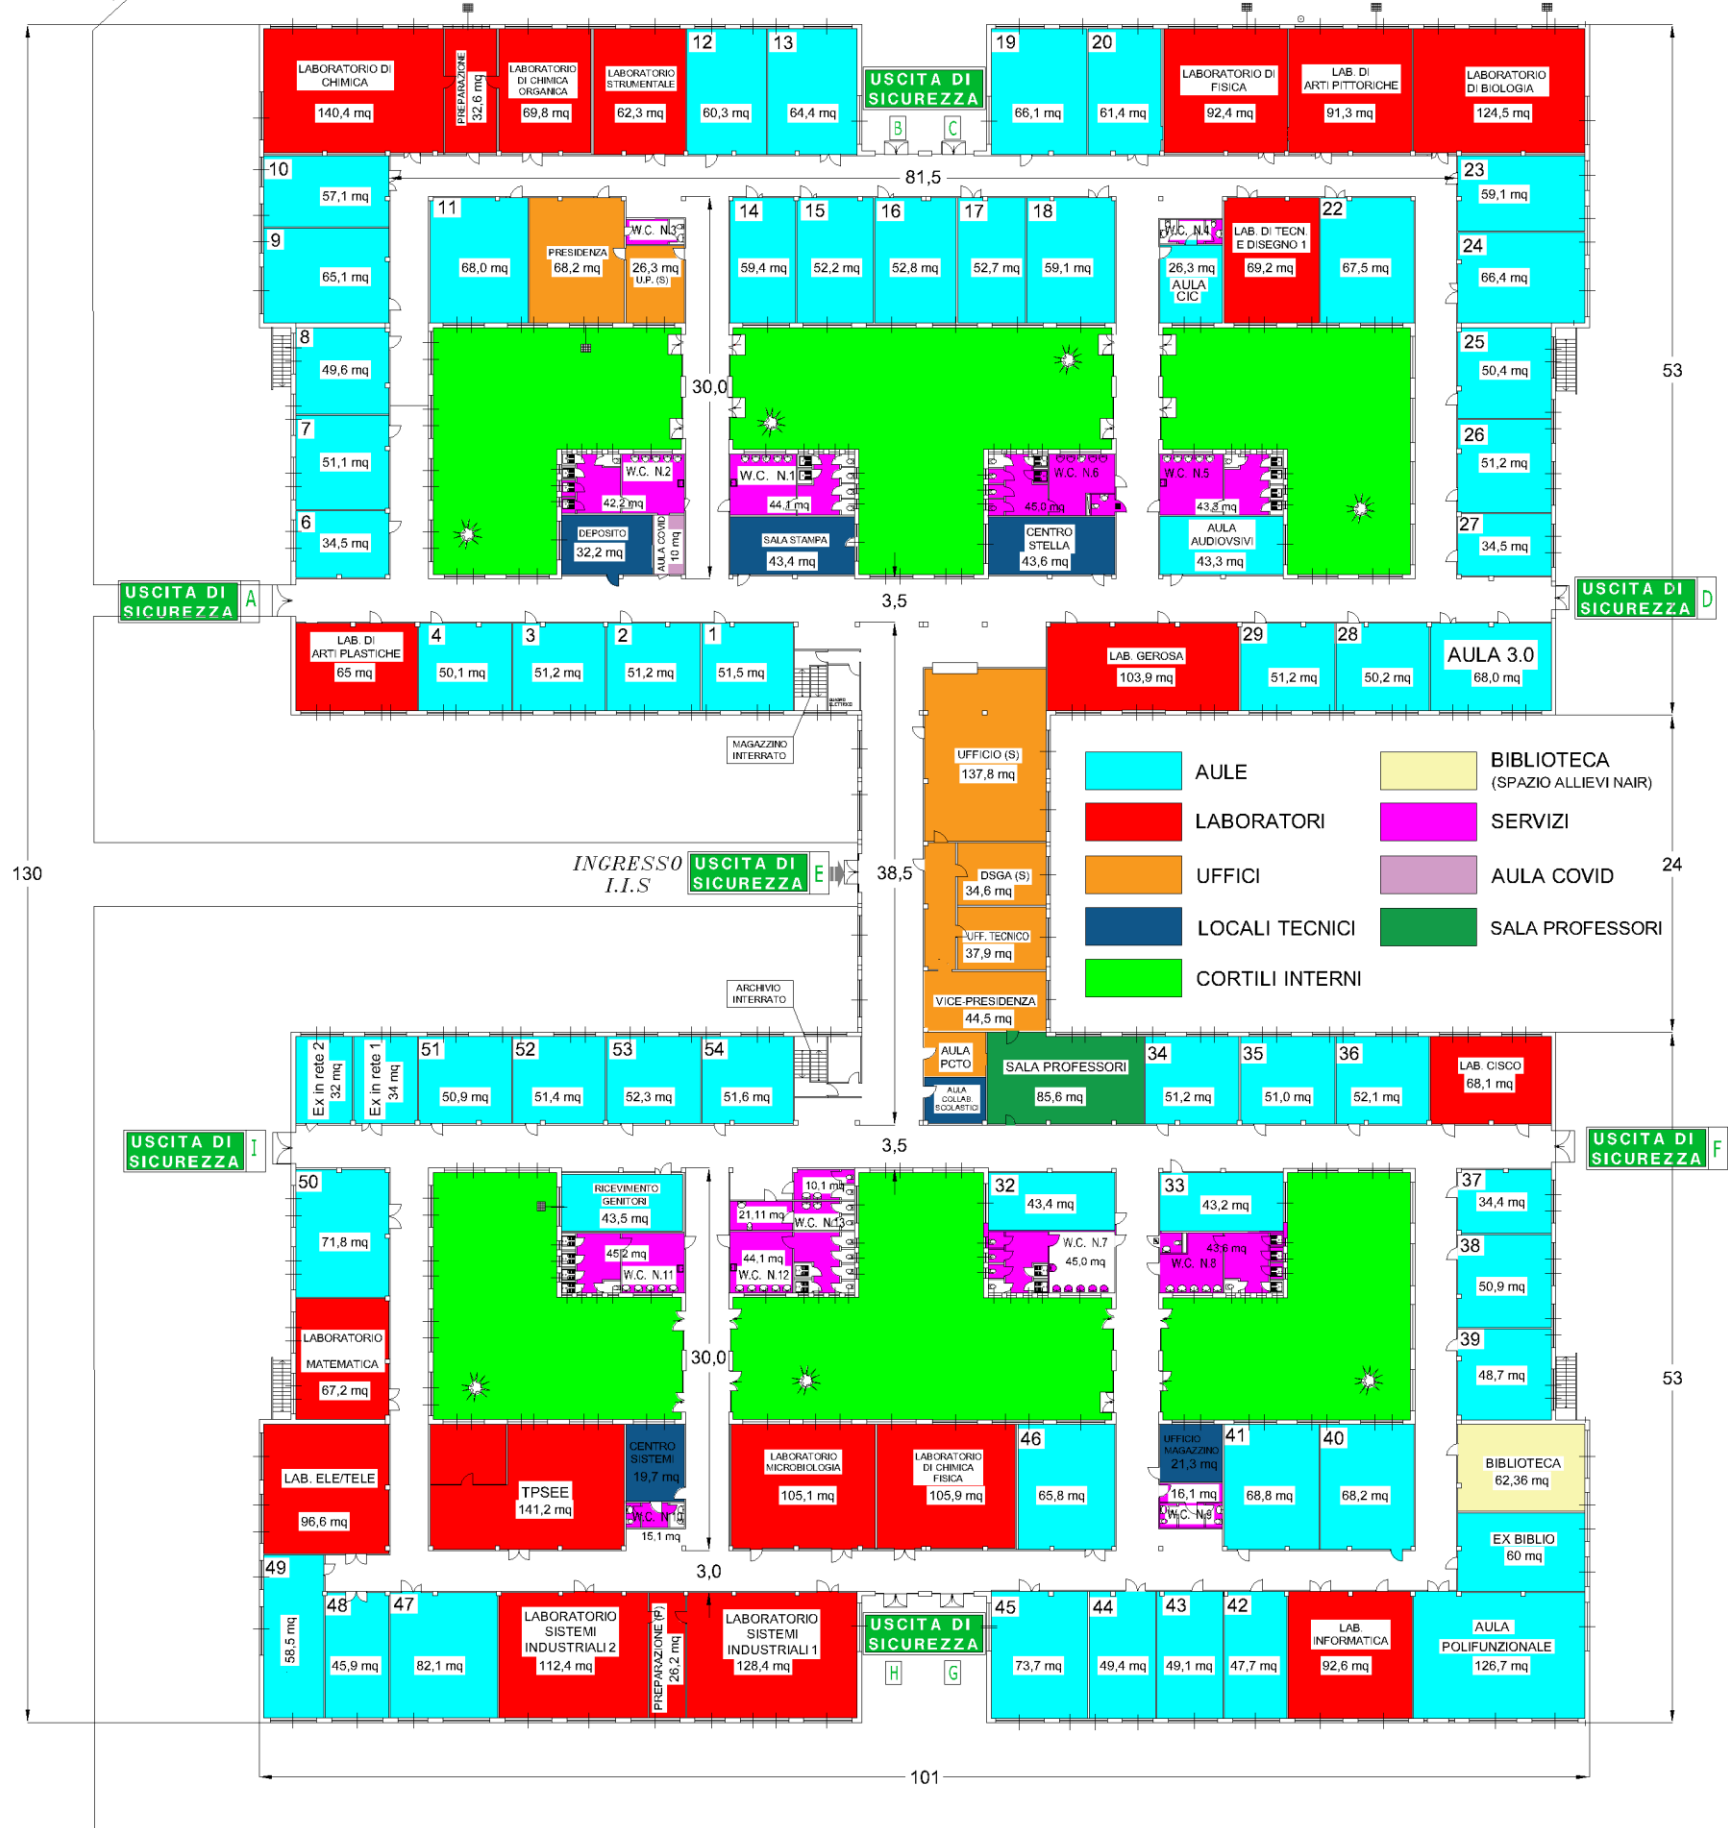 LABORATORIO DI
CHIMICA
140,4 mq
PREPARAZIONE
32,6 mq
LABORATORIO
DI CHIMICA
ORGANICA
69,8 mq
LABORATORIO
STRUMENTALE
62,3 mq
12
60,3 mq
13
64,4 mq
USCITA DI
SICUREZZA
B
C
19
66,1 mq
20
61,4 mq
LABORATORIO DI
FISICA
92,4 mq
LAB. DI
ARTI PITTORICHE
91,3 mq
LABORATORIO
DI BIOLOGIA
124,5 mq
10
57,1 mq
81,5
23
59,1 mq
9
65,1 mq
11
68,0 mq
PRESIDENZA
68,2 mq
W.C. N.3
26,3 mq
U.P. (S)
14
59,4 mq
15
52,2 mq
16
52,8 mq
17
52,7 mq
18
59,1 mq
W.C. N.4
26,3 mq
AULA
CIC
LAB. DI TECN.
E DISEGNO 1
69,2 mq
22
67,5 mq
24
66,4 mq
8
49,6 mq
30,0
25
50,4 mq
53
7
51,1 mq
W.C. N.2
42,2 mq
W.C. N.1
44,1 mq
W.C. N.6
45,0 mq
W.C. N.5
43,3 mq
26
51,2 mq
6
34,5 mq
DEPOSITO
32,2 mq
AULA COVID
10 mq
SALA STAMPA
43,4 mq
CENTRO
STELLA
43,6 mq
AULA
AUDIOVSIVI
43,3 mq
27
34,5 mq
USCITA DI
SICUREZZA
A
3,5
USCITA DI
SICUREZZA
D
LAB. DI
ARTI PLASTICHE
65 mq
4
50,1 mq
3
51,2 mq
2
51,2 mq
1
51,5 mq
QUADRO
ELETTRICO
LAB. GEROSA
103,9 mq
29
51,2 mq
28
50,2 mq
AULA 3.0
68,0 mq
MAGAZZINO
INTERRATO
UFFICIO (S)
137,8 mq
AULE
BIBLIOTECA
(SPAZIO ALLIEVI NAIR)
LABORATORI
SERVIZI
130
INGRESSO
I.I.S
USCITA DI
SICUREZZA
E
38,5
DSGA (S)
34,6 mq
UFFICI
AULA COVID
24
UFF. TECNICO
37,9 mq
LOCALI TECNICI
SALA PROFESSORI
CORTILI INTERNI
ARCHIVIO
INTERRATO
VICE-PRESIDENZA
44,5 mq
Ex in rete 2
32 mq
Ex in rete 1
34 mq
51
50,9 mq
52
51,4 mq
53
52,3 mq
54
51,6 mq
AULA
PCTO
AULA
COLLAB.
SCOLASTICI
SALA PROFESSORI
85,6 mq
34
51,2 mq
35
51,0 mq
36
52,1 mq
LAB. CISCO
68,1 mq
USCITA DI
SICUREZZA
I
3,5
USCITA DI
SICUREZZA
F
50
71,8 mq
RICEVIMENTO
GENITORI
43,5 mq
10,1 mq
21,11 mq
W.C. N.13
32
43,4 mq
33
43,2 mq
37
34,4 mq
45,2 mq
W.C. N.11
44,1 mq
W.C. N.12
W.C. N.7
45,0 mq
43,6 mq
W.C. N.8
38
50,9 mq
LABORATORIO
MATEMATICA
67,2 mq
30,0
39
48,7 mq
53
LAB. ELE/TELE
96,6 mq
TPSEE
141,2 mq
CENTRO
SISTEMI
19,7 mq
W.C. N.10
15,1 mq
LABORATORIO
MICROBIOLOGIA
105,1 mq
LABORATORIO
DI CHIMICA
FISICA
105,9 mq
46
65,8 mq
UFFICIO
MAGAZZINO
21,3 mq
16,1 mq
W.C. N.9
41
68,8 mq
40
68,2 mq
BIBLIOTECA
62,36 mq
EX BIBLIO
60 mq
3,0
49
58,5 mq
48
45,9 mq
47
82,1 mq
LABORATORIO
SISTEMI
INDUSTRIALI 2
112,4 mq
PREPARAZIONE (P)
26,2 mq
LABORATORIO
SISTEMI
INDUSTRIALI 1
128,4 mq
USCITA DI
SICUREZZA
H
G
45
73,7 mq
44
49,4 mq
43
49,1 mq
42
47,7 mq
LAB.
INFORMATICA
92,6 mq
AULA
POLIFUNZIONALE
126,7 mq
101